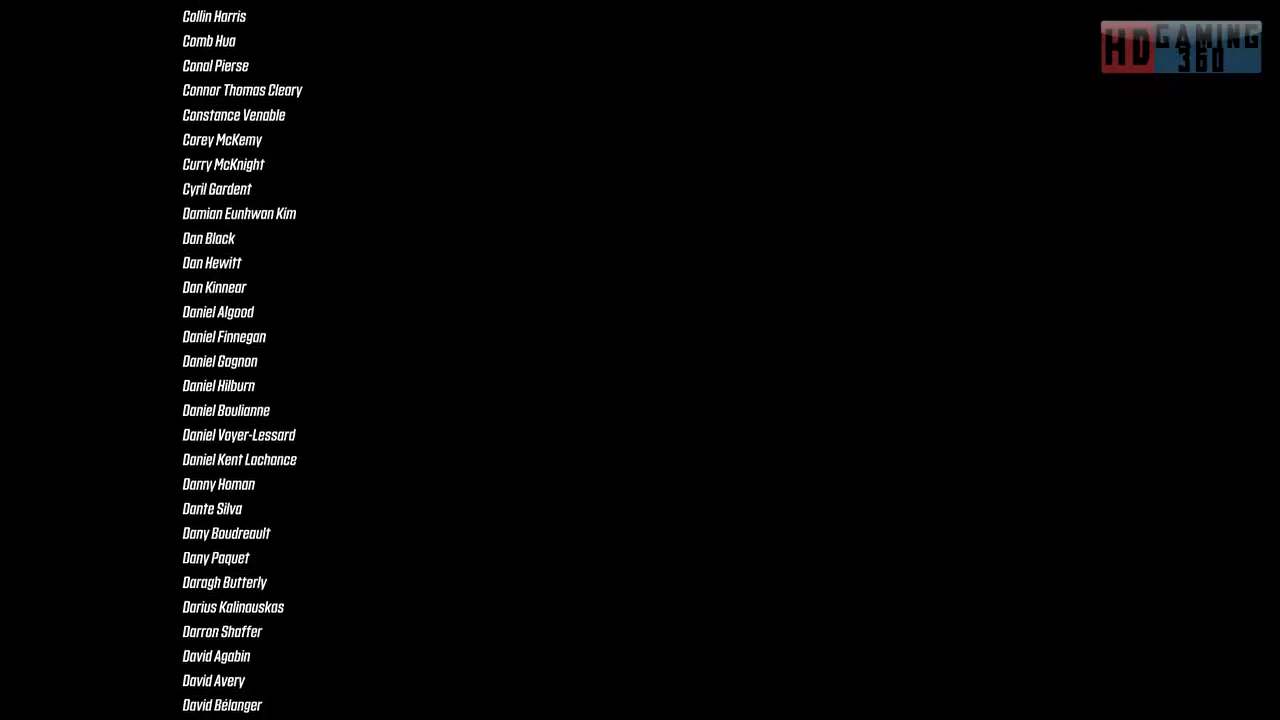 Collin Harris
Comb Hua
Conal Pierse
Connor Thomas Cleary
Constance Venable
Corey McKemy
Curry McKnight
Cyril Gardent
Damian Eunhwan Kim
Dan Black
Dan Hewitt
Dan Kinnear
Daniel Algood
Daniel Finnegan
Daniel Gagnon
Daniel Hilburn
Daniel Boulianne
Daniel Voyer-Lessard
Daniel Kent Lachance
Danny Homan
Dante Silva
Dany Boudreault
Dany Paquet
Daragh Butterly
Darius Kalinauskas
Darron Shaffer
David Agabin
David Avery
David Bélanger
HD GAMING
360